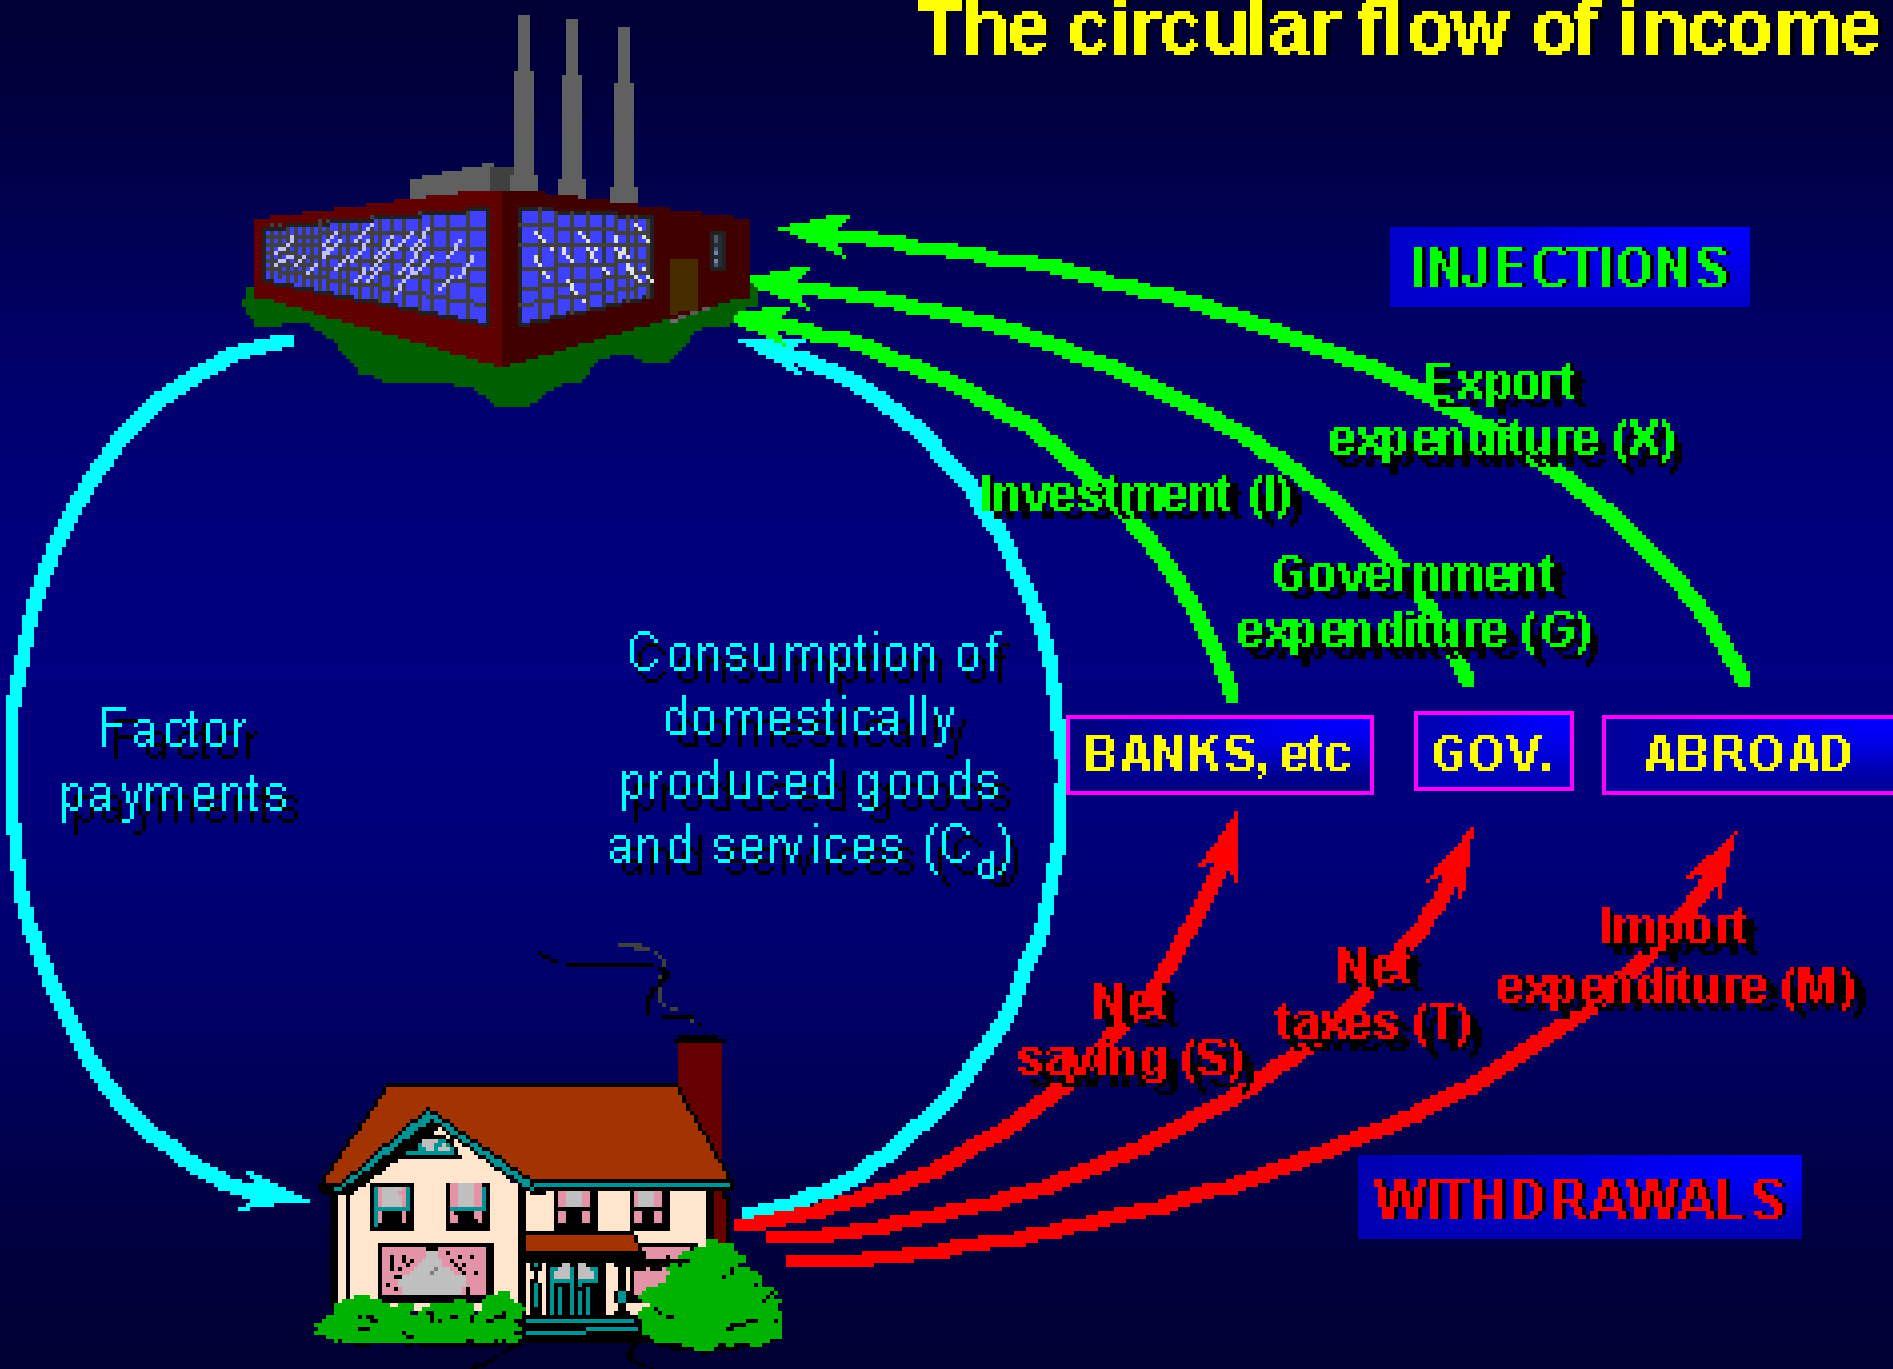 The circular flow of income
INJECTIONS
Export
expenditure (X)
Investment (I)
Government
expenditure (G)
Consumption of
domestically
produced goods
and services (Cd)
Factor
payments
BANKS, etc
GOV.
ABROAD
Import
expenditure (M)
Net
taxes (T)
Net
saving (S)
WITHDRAWALS